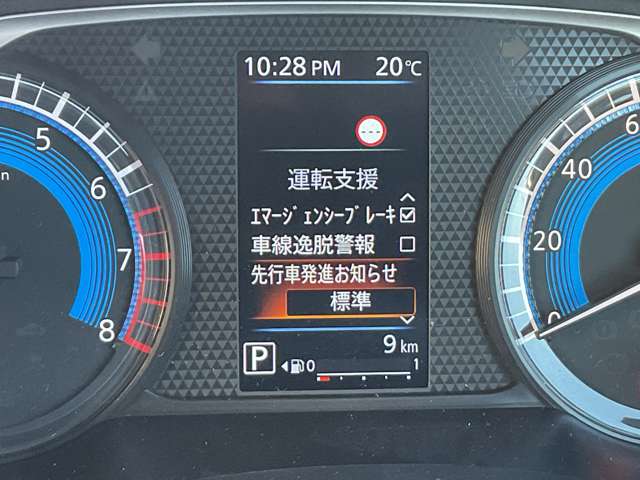 10:28 PM 20℃
---
運転支援
ｴﾏｰｼﾞｪﾝｼｰﾌﾞﾚｰｷ
車線逸脱警報
先行車発進お知らせ
標準
9 km
P 0 1
5
6
7
8
60
40
20
0